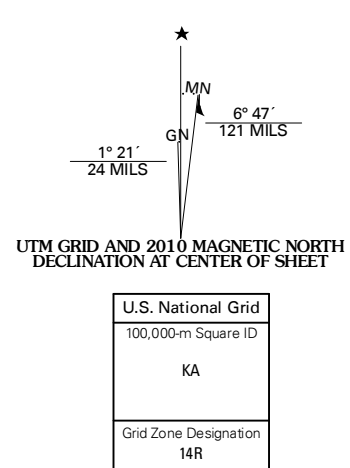 ★
MN
6° 47´
121 MILS
GN
1° 21´
24 MILS
UTM GRID AND 2010 MAGNETIC NORTH
DECLINATION AT CENTER OF SHEET
U.S. National Grid
100,000-m Square ID
KA
Grid Zone Designation
14R